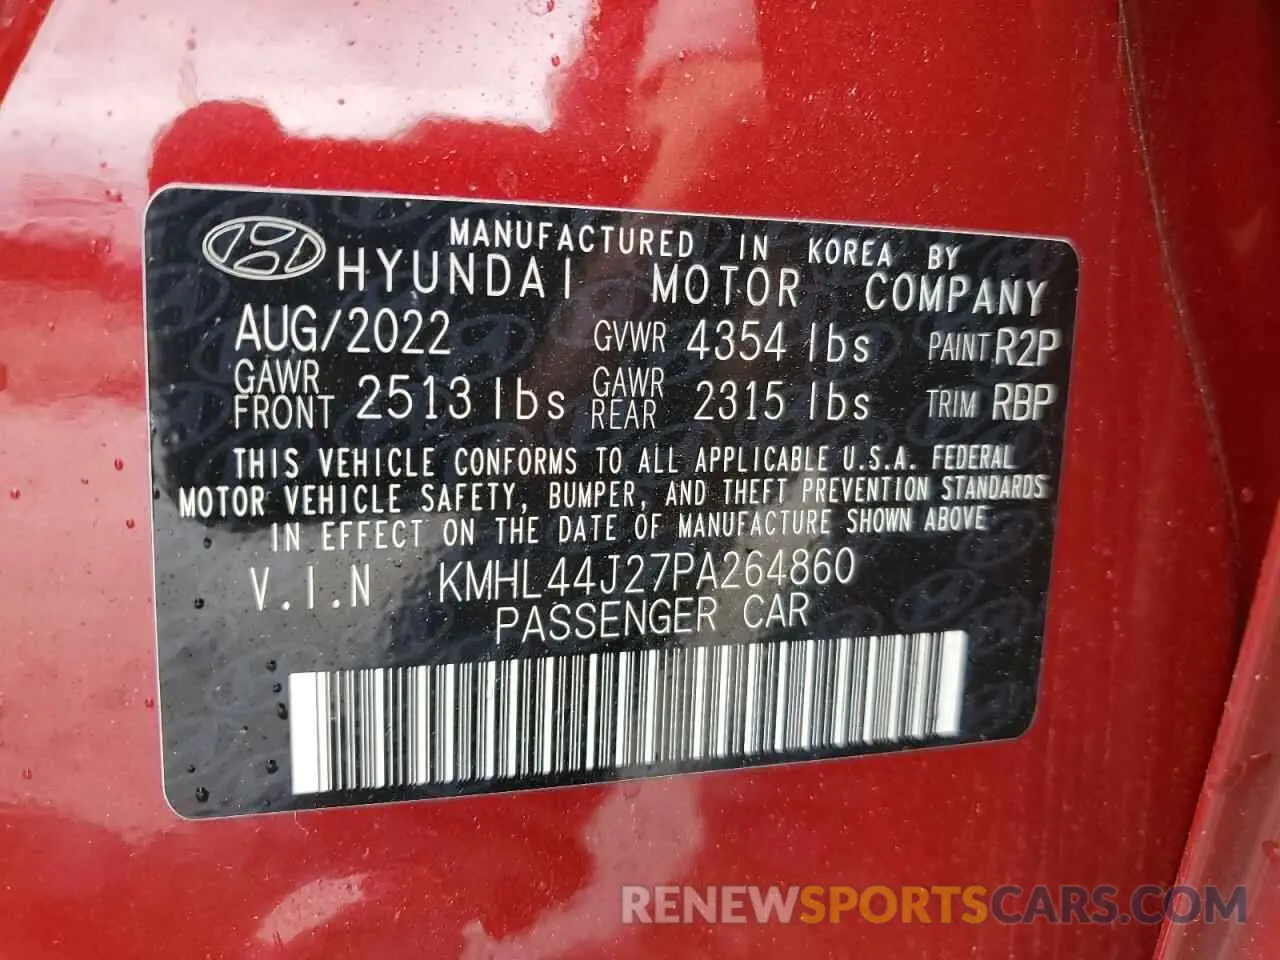 MANUFACTURED IN KOREA BY
HYUNDAI MOTOR COMPANY
AUG/2022 GVWR 4354 lbs PAINT R2P
GAWR FRONT 2513 lbs GAWR REAR 2315 lbs TRIM RBP
THIS VEHICLE CONFORMS TO ALL APPLICABLE U.S.A. FEDERAL
MOTOR VEHICLE SAFETY, BUMPER, AND THEFT PREVENTION STANDARDS
IN EFFECT ON THE DATE OF MANUFACTURE SHOWN ABOVE
V.I.N KMHL44J27PA264860
PASSENGER CAR
RENEWSPORTSCARS.COM